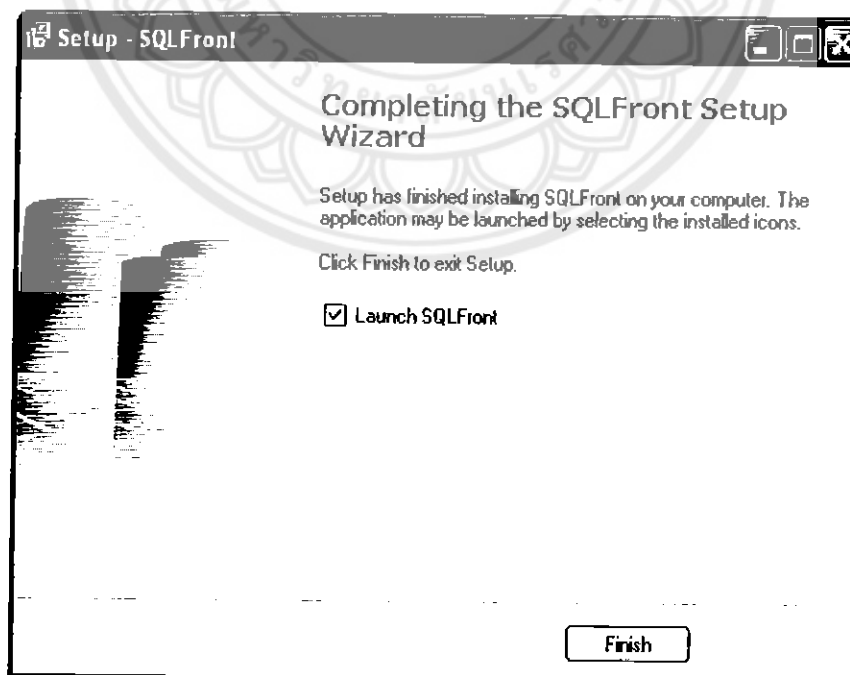 Setup - SQLFront
Completing the SQLFront Setup
Wizard
Setup has finished installing SQLFront on your computer. The
application may be launched by selecting the installed icons.
Click Finish to exit Setup.
Launch SQLFront
Finish